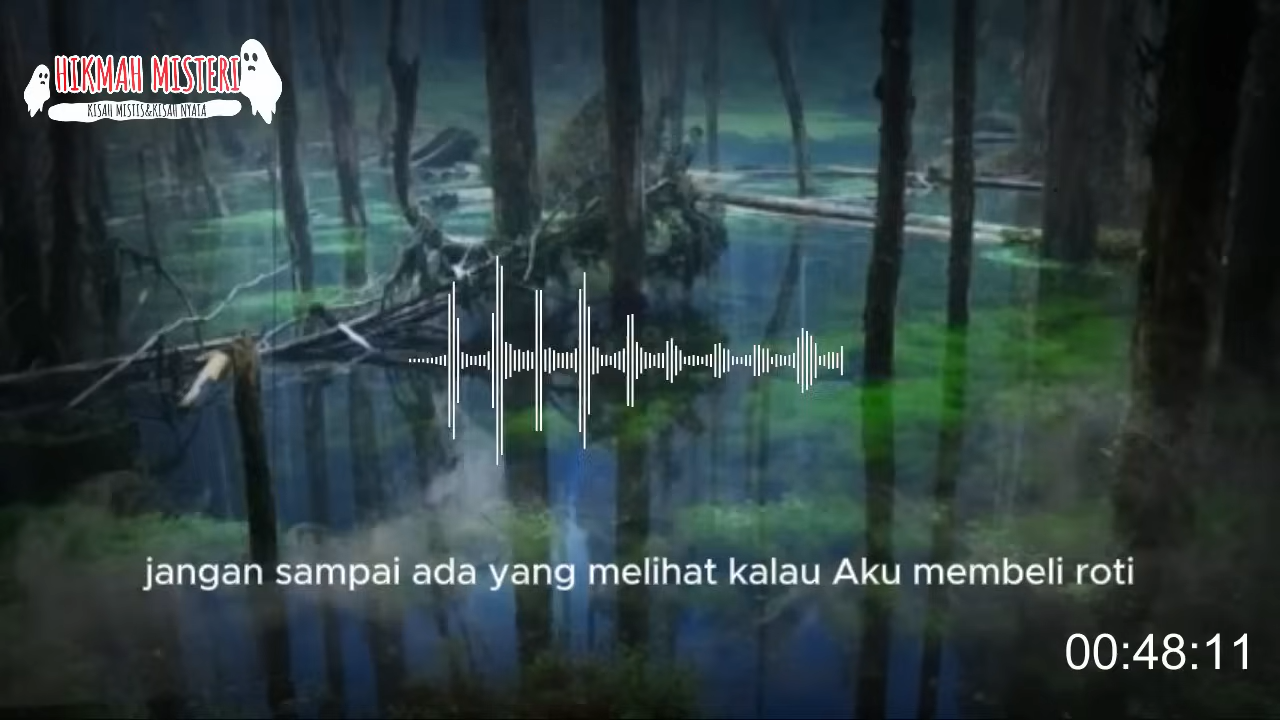 HIKMAH MISTERI
KISAH MISTIS&KISAH NYATA
jangan sampai ada yang melihat kalau Aku membeli roti
00:48:11